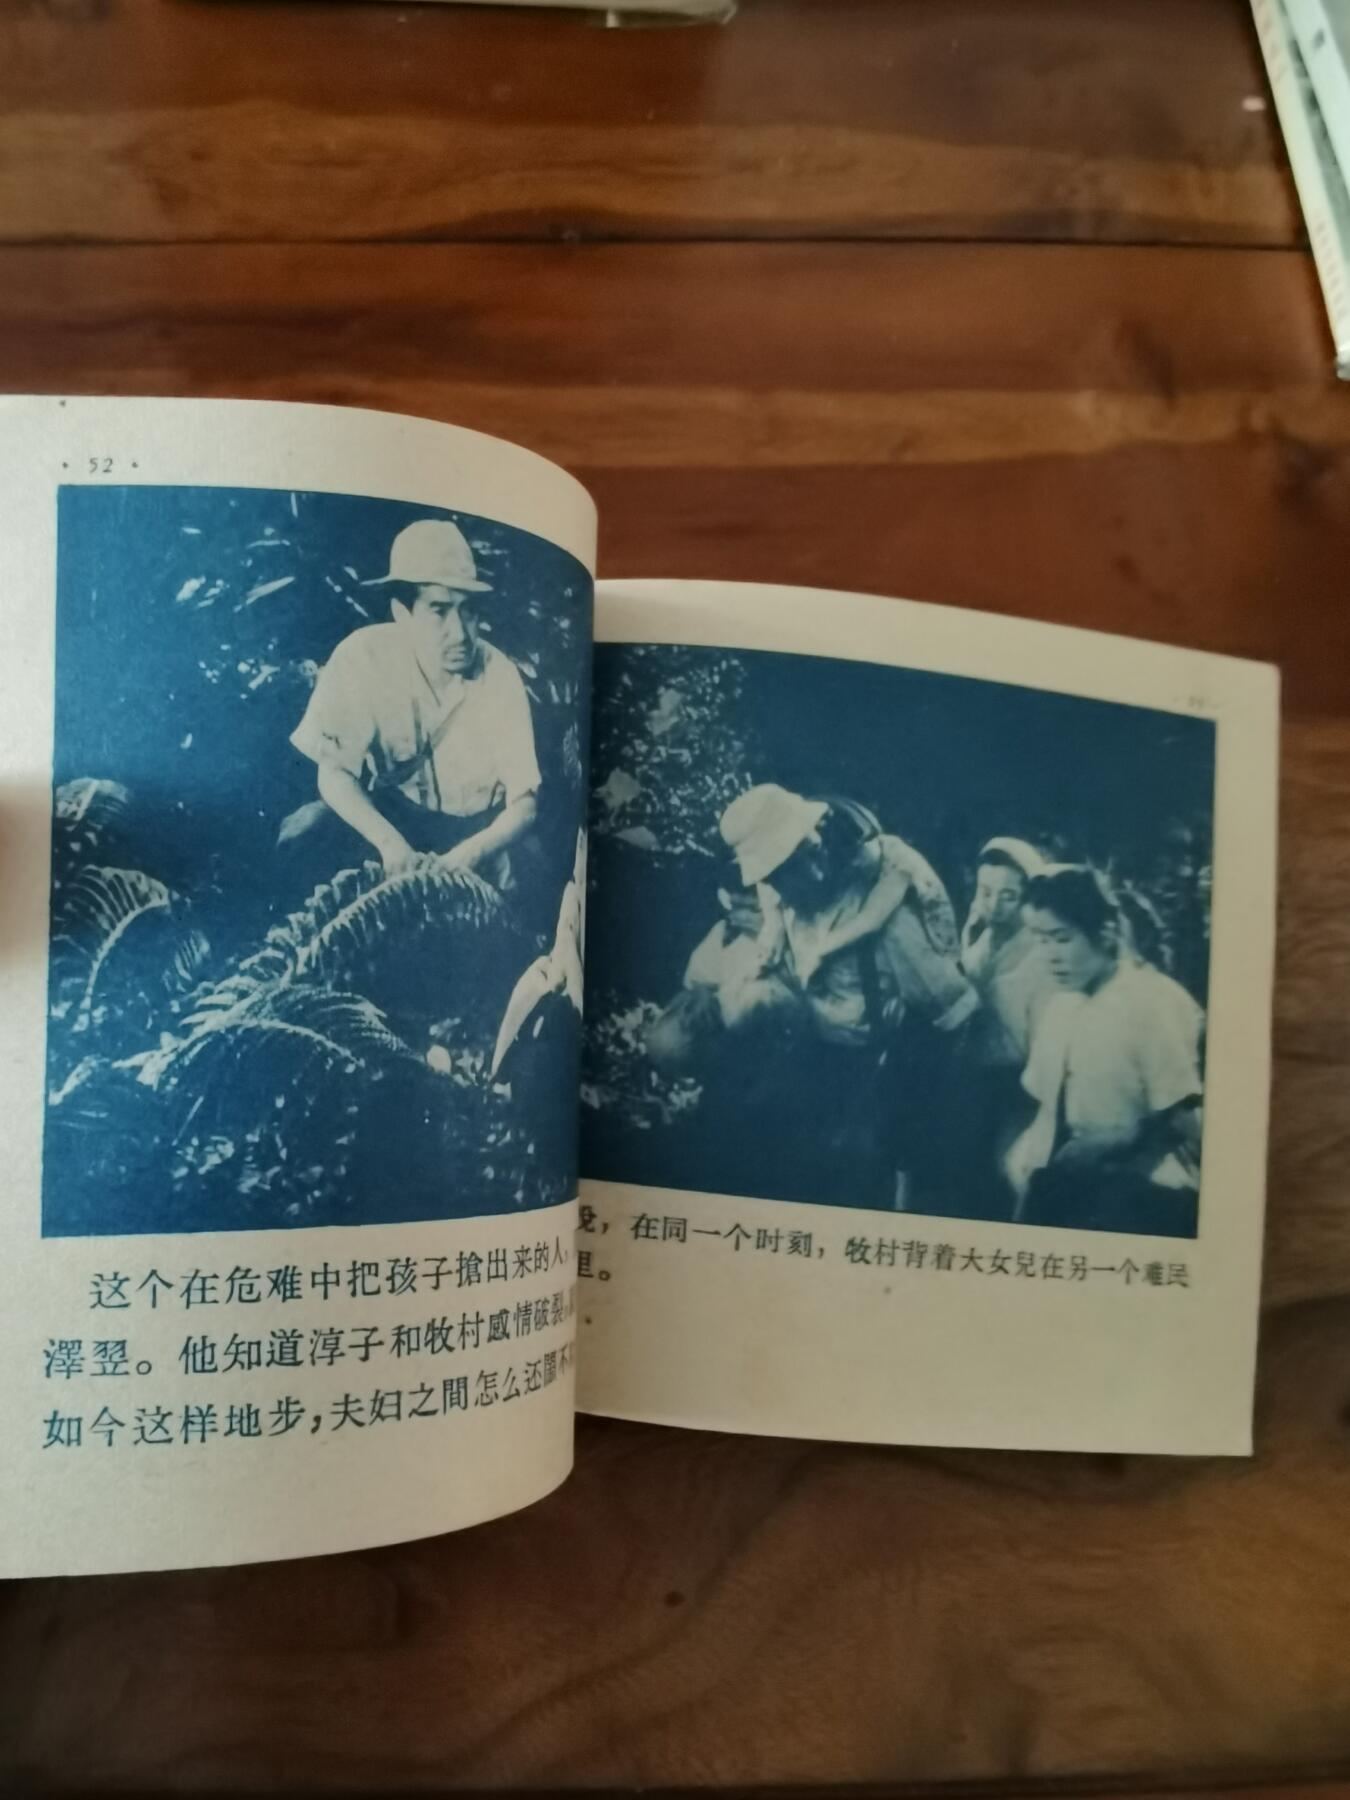 · 52 ·
这个在危难中把孩子搶出来的人，
澤翌。他知道淳子和牧村感情破裂，
如今这样地步，夫妇之間怎么还鬧不
，在同一个时刻，牧村背着大女兒在另一个难民
里。